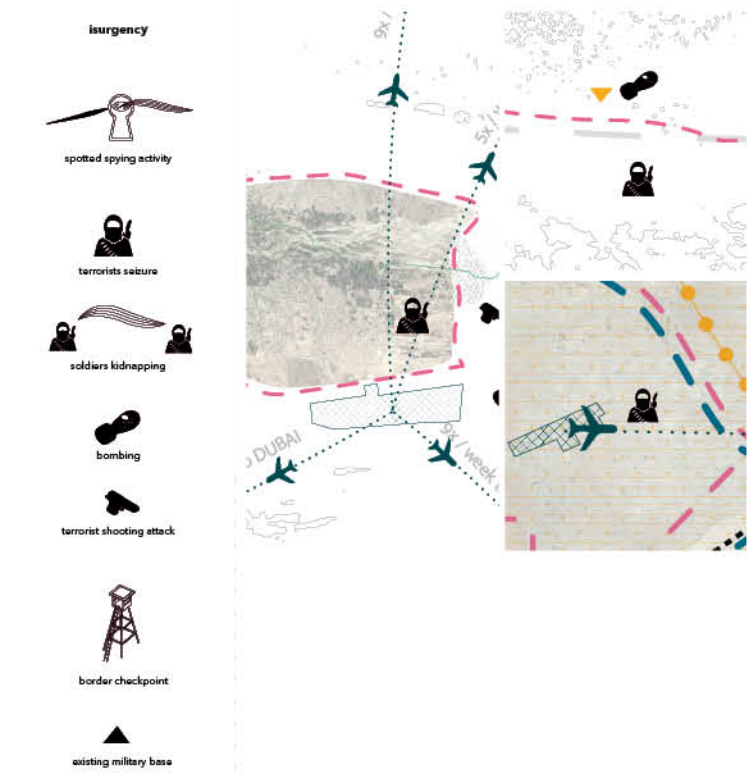 isurgency
spotted spying activity
terrorists seizure
soldiers kidnapping
bombing
terrorist shooting attack
border checkpoint
existing military base
9x /
5x /
DUBAI
9x / week